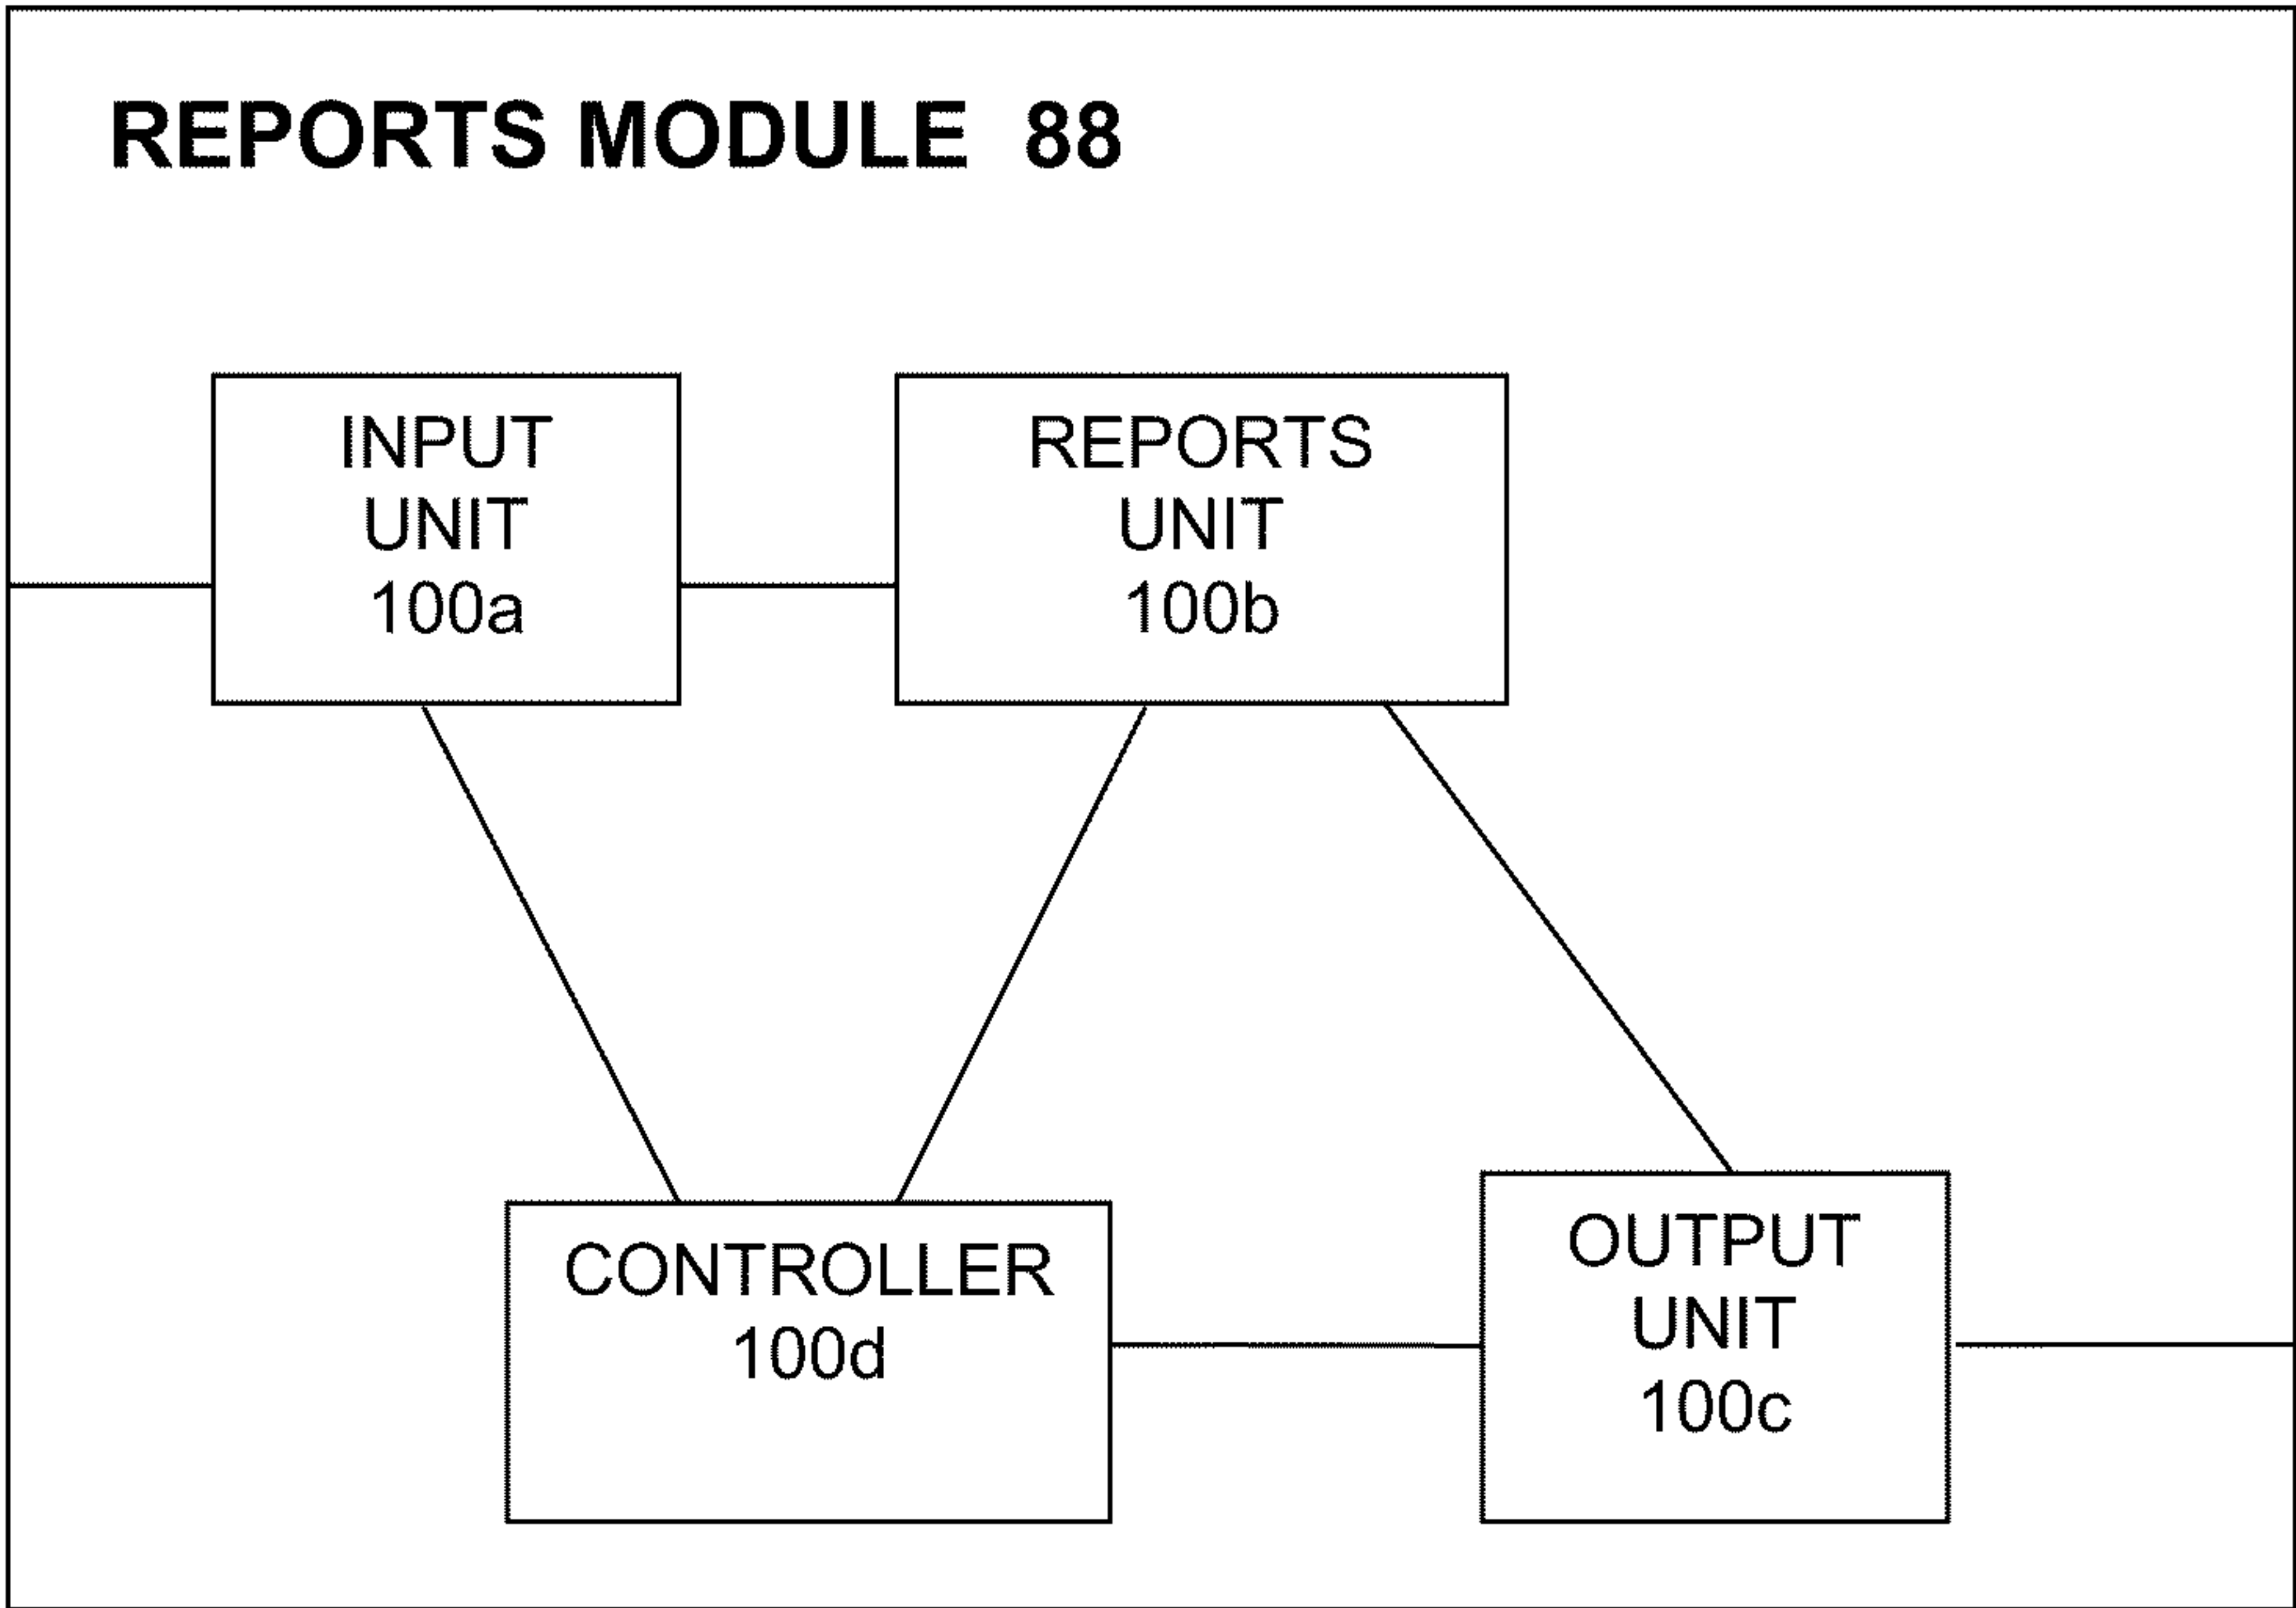 REPORTS MODULE 88
INPUT
UNIT
100a
REPORTS
UNIT
100b
CONTROLLER
100d
OUTPUT
UNIT
100c